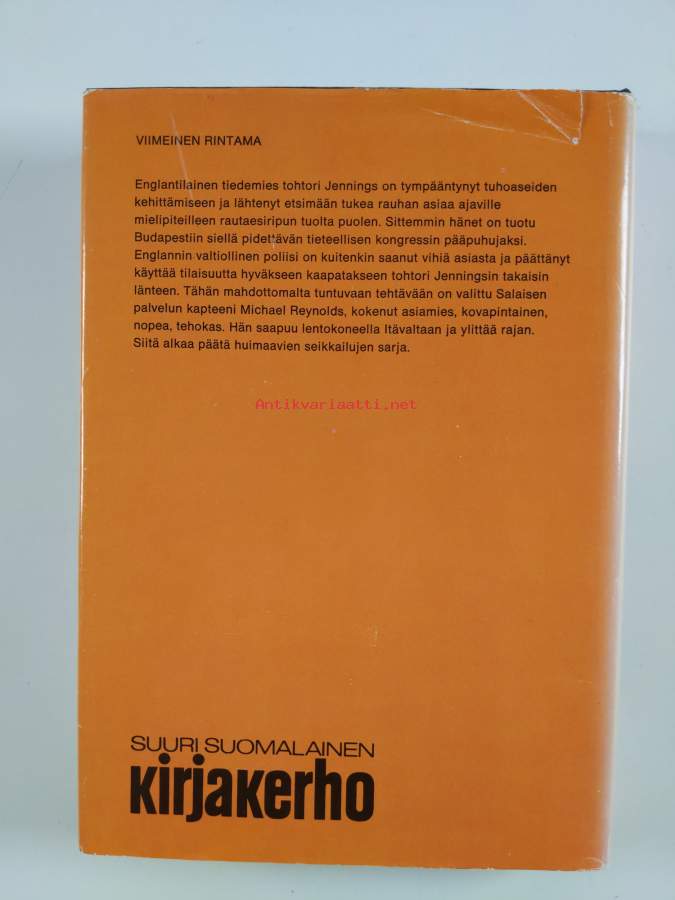 VIIMEINEN RINTAMA
Englantilainen tiedemies tohtori Jennings on tympääntynyt tuhoaseiden
kehittämiseen ja lähtenyt etsimään tukea rauhan asiaa ajaville
mielipiteilleen rautaesiripun tuolta puolen. Sittemmin hänet on tuotu
Budapestiin siellä pidettävän tieteellisen kongressin pääpuhujaksi.
Englannin valtiollinen poliisi on kuitenkin saanut vihiä asiasta ja päättänyt
käyttää tilaisuutta hyväkseen kaapatakseen tohtori Jenningsin takaisin
länteen. Tähän mahdottomalta tuntuvaan tehtävään on valittu Salaisen
palvelun kapteeni Michael Reynolds, kokenut asiamies, kovapintainen,
nopea, tehokas. Hän saapuu lentokoneella Itävaltaan ja ylittää rajan.
Siitä alkaa päätä huimaavien seikkailujen sarja.
Antikvariaatti.net
SUURI SUOMALAINEN
Kirjakerho